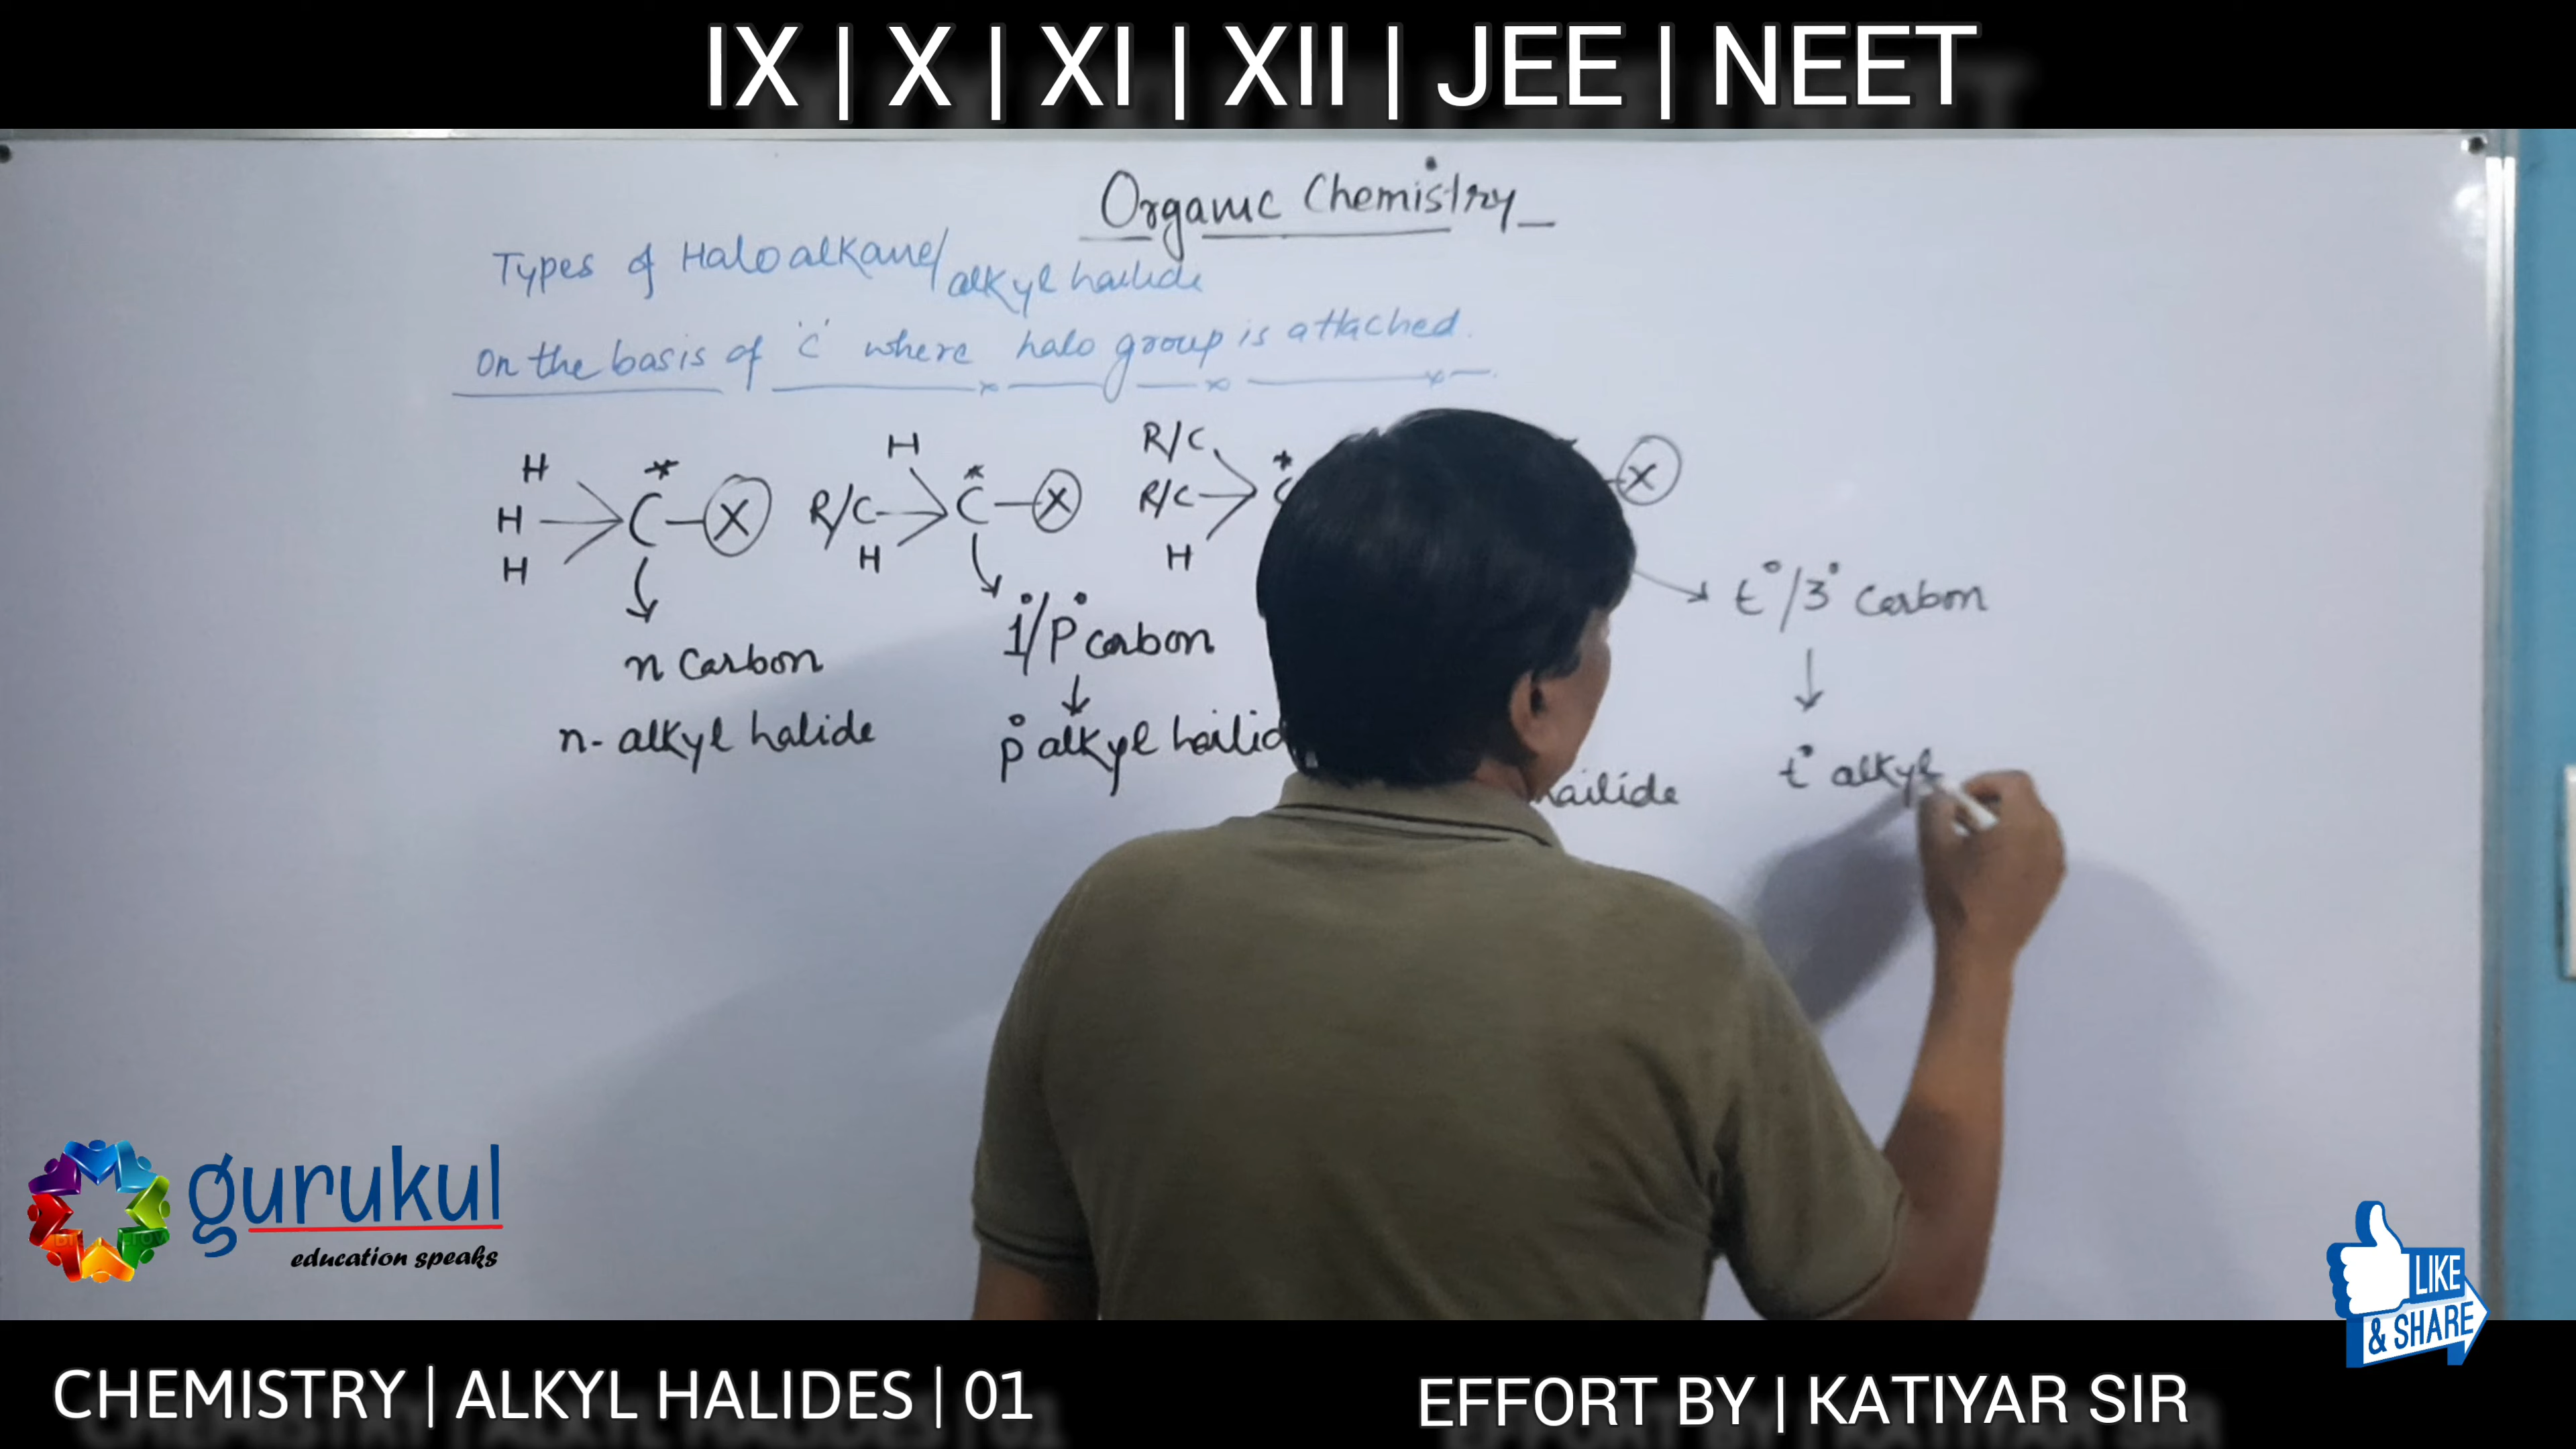 IX | X | XI | XII | JEE | NEET
Organic Chemistry
Types of Haloalkane/
alkyl hailide
on the basis of 'c' where halo group is attached.
H
H
H
*
C
X
n Carbon
n- alkyl halide
H
R/C
H
*
C
X
1°/P° carbon
p° alkyl
R/C
R/C
H
*
X
hailide
t°/3° Carbon
t° alkyl
gurukul
education speaks
LIKE
& SHARE
CHEMISTRY | ALKYL HALIDES | 01
EFFORT BY | KATIYAR SIR